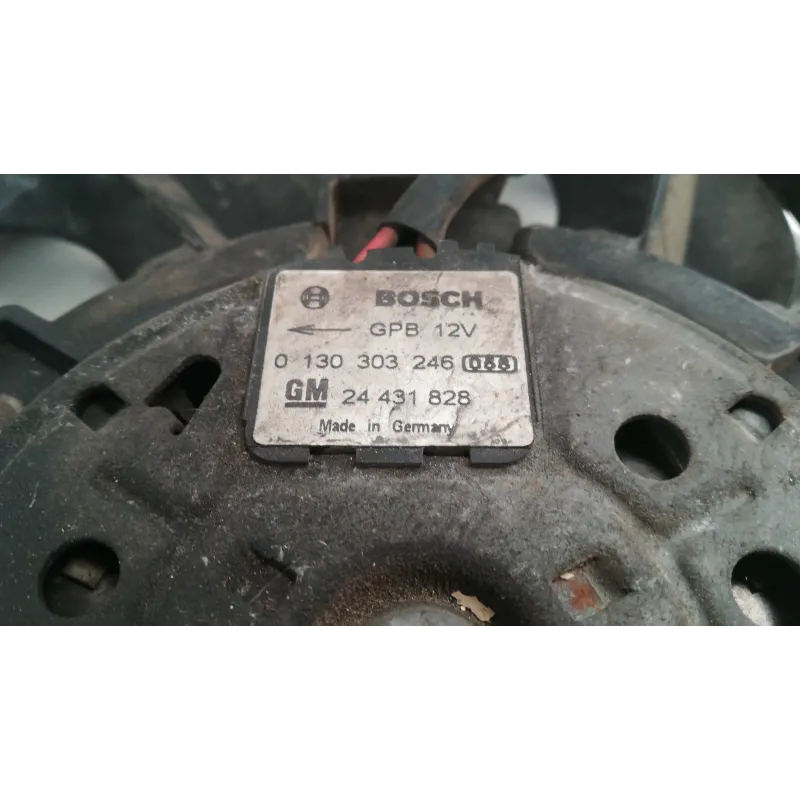 BOSCH
GPB 12V
0 130 303 246 088
GM 24 431 828
Made in Germany